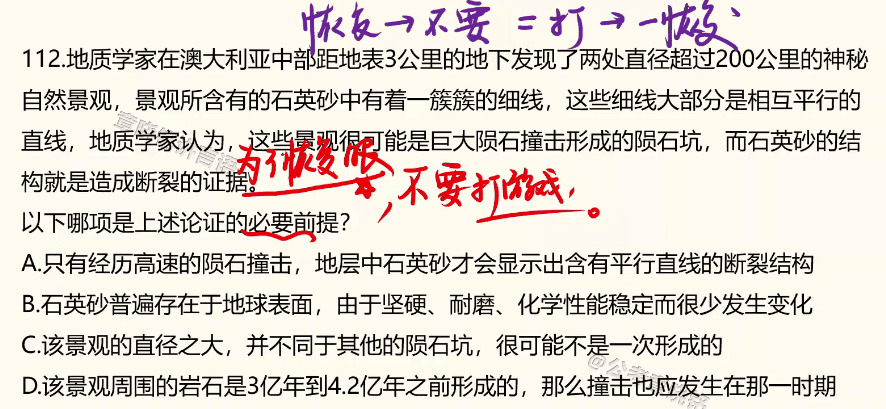 恢复→不要=打→一恢复
112.地质学家在澳大利亚中部距地表3公里的地下发现了两处直径超过200公里的神秘
自然景观，景观所含有的石英砂中有着一簇簇的细线，这些细线大部分是相互平行的
直线，地质学家认为，这些景观很可能是巨大陨石撞击形成的陨石坑，而石英砂的结
构就是造成断裂的证据。
为了恢复眼
，不要打游戏。
以下哪项是上述论证的必要前提？
A.只有经历高速的陨石撞击，地层中石英砂才会显示出含有平行直线的断裂结构
B.石英砂普遍存在于地球表面，由于坚硬、耐磨、化学性能稳定而很少发生变化
C.该景观的直径之大，并不同于其他的陨石坑，很可能不是一次形成的
D.该景观周围的岩石是3亿年到4.2亿年之前形成的，那么撞击也应发生在那一时期